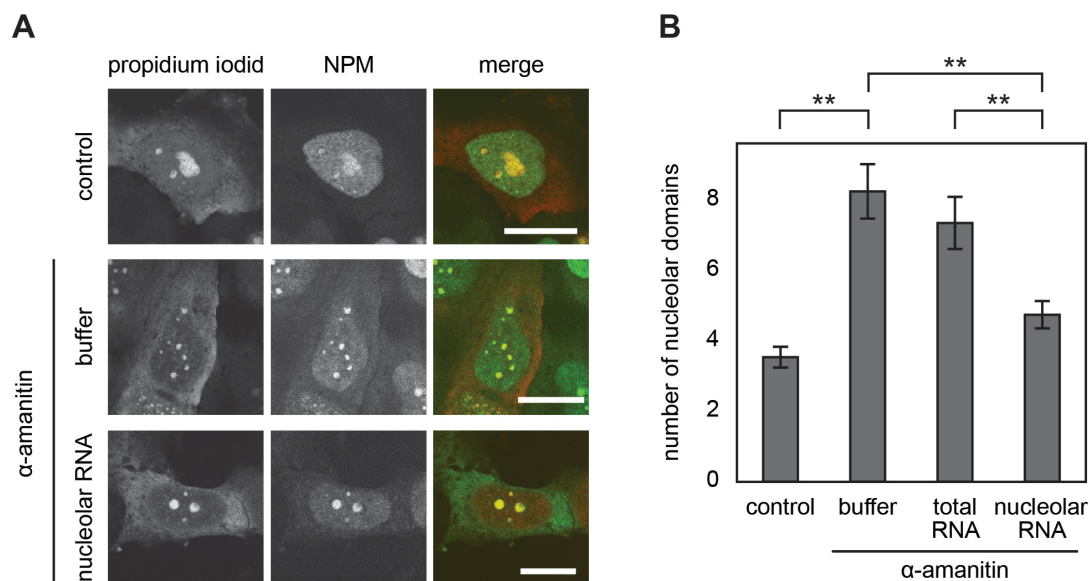 A
propidium iodid NPM merge
control
α-amanitin
buffer
nucleolar RNA
B
**
** **
number of nucleolar domains
8
6
4
2
0
control buffer total nucleolar
RNA RNA
α-amanitin